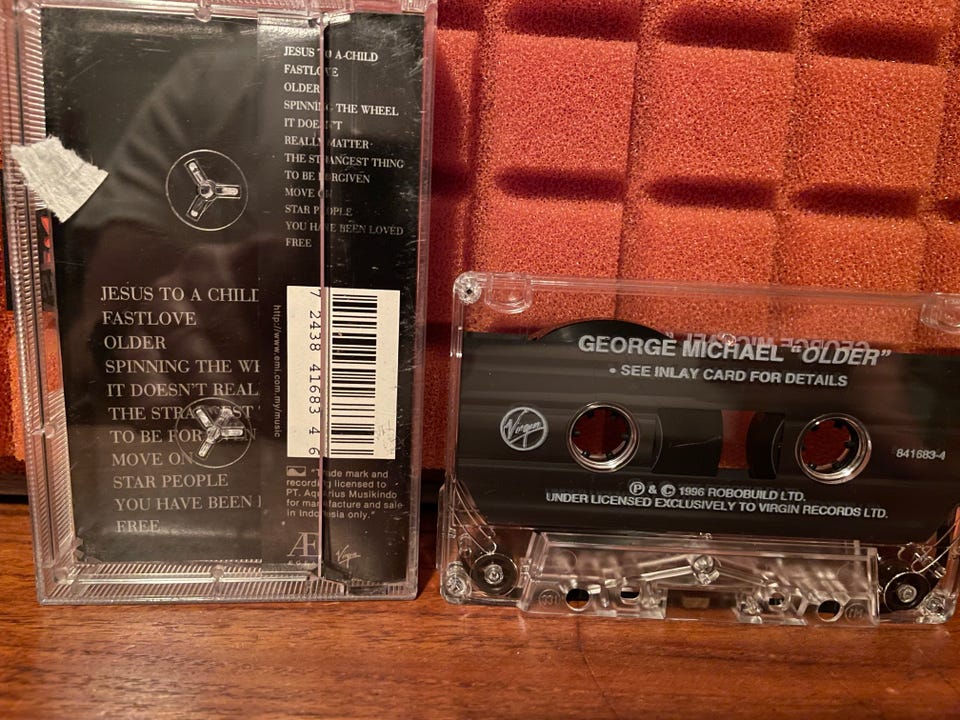 JESUS TO A CHILD
FASTLOVE
OLDER
SPINNING THE WHEEL
IT DOESN'T
REALLY MATTER
THE STRANGEST THING
TO BE FORGIVEN
MOVE ON
STAR PEOPLE
YOU HAVE BEEN LOVED
FREE
JESUS TO A CHILD
FASTLOVE
OLDER
SPINNING THE WH
IT DOESN'T REAL
THE STRANGEST
TO BE FORGIVEN
MOVE ON
STAR PEOPLE
YOU HAVE BEEN
FREE
http://www.emi.com.my/music
7 2438 41683 4 6
"Trade mark and
recording licensed to
PT. Aquarius Musikindo
for manufacture and sale
in Indonesia only."
Virgin
GEORGE MICHAEL "OLDER"
• SEE INLAY CARD FOR DETAILS
Virgin
841683-4
Ⓟ & © 1996 ROBOBUILD LTD.
UNDER LICENSED EXCLUSIVELY TO VIRGIN RECORDS LTD.